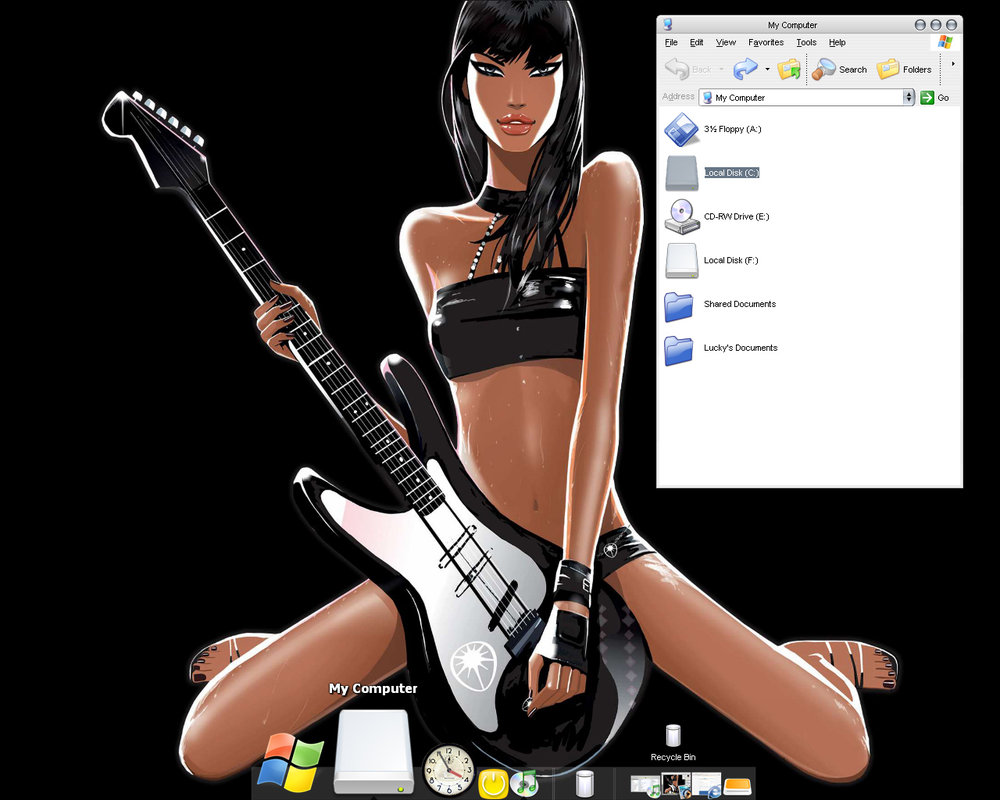 My Computer
File Edit View Favorites Tools Help
Back Search Folders
Address My Computer Go
3½ Floppy (A:)
Local Disk (C:)
CD-RW Drive (E:)
Local Disk (F:)
Shared Documents
Lucky's Documents
My Computer
Recycle Bin